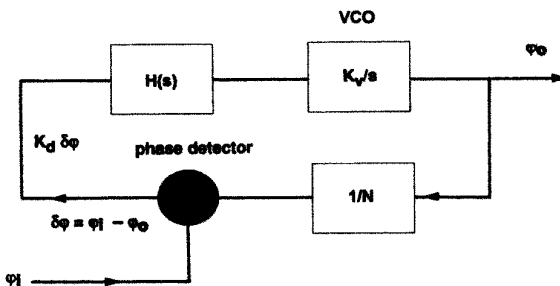 VCO
φo
H(s)
Kv/s
Kd δφ
phase detector
1/N
δφ = φi − φo
φi